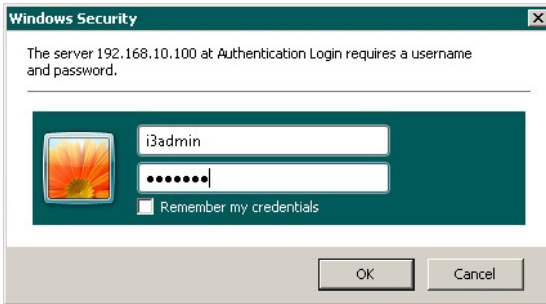 Windows Security
The server 192.168.10.100 at Authentication Login requires a username
and password.
i3admin
•••••••
Remember my credentials
OK
Cancel